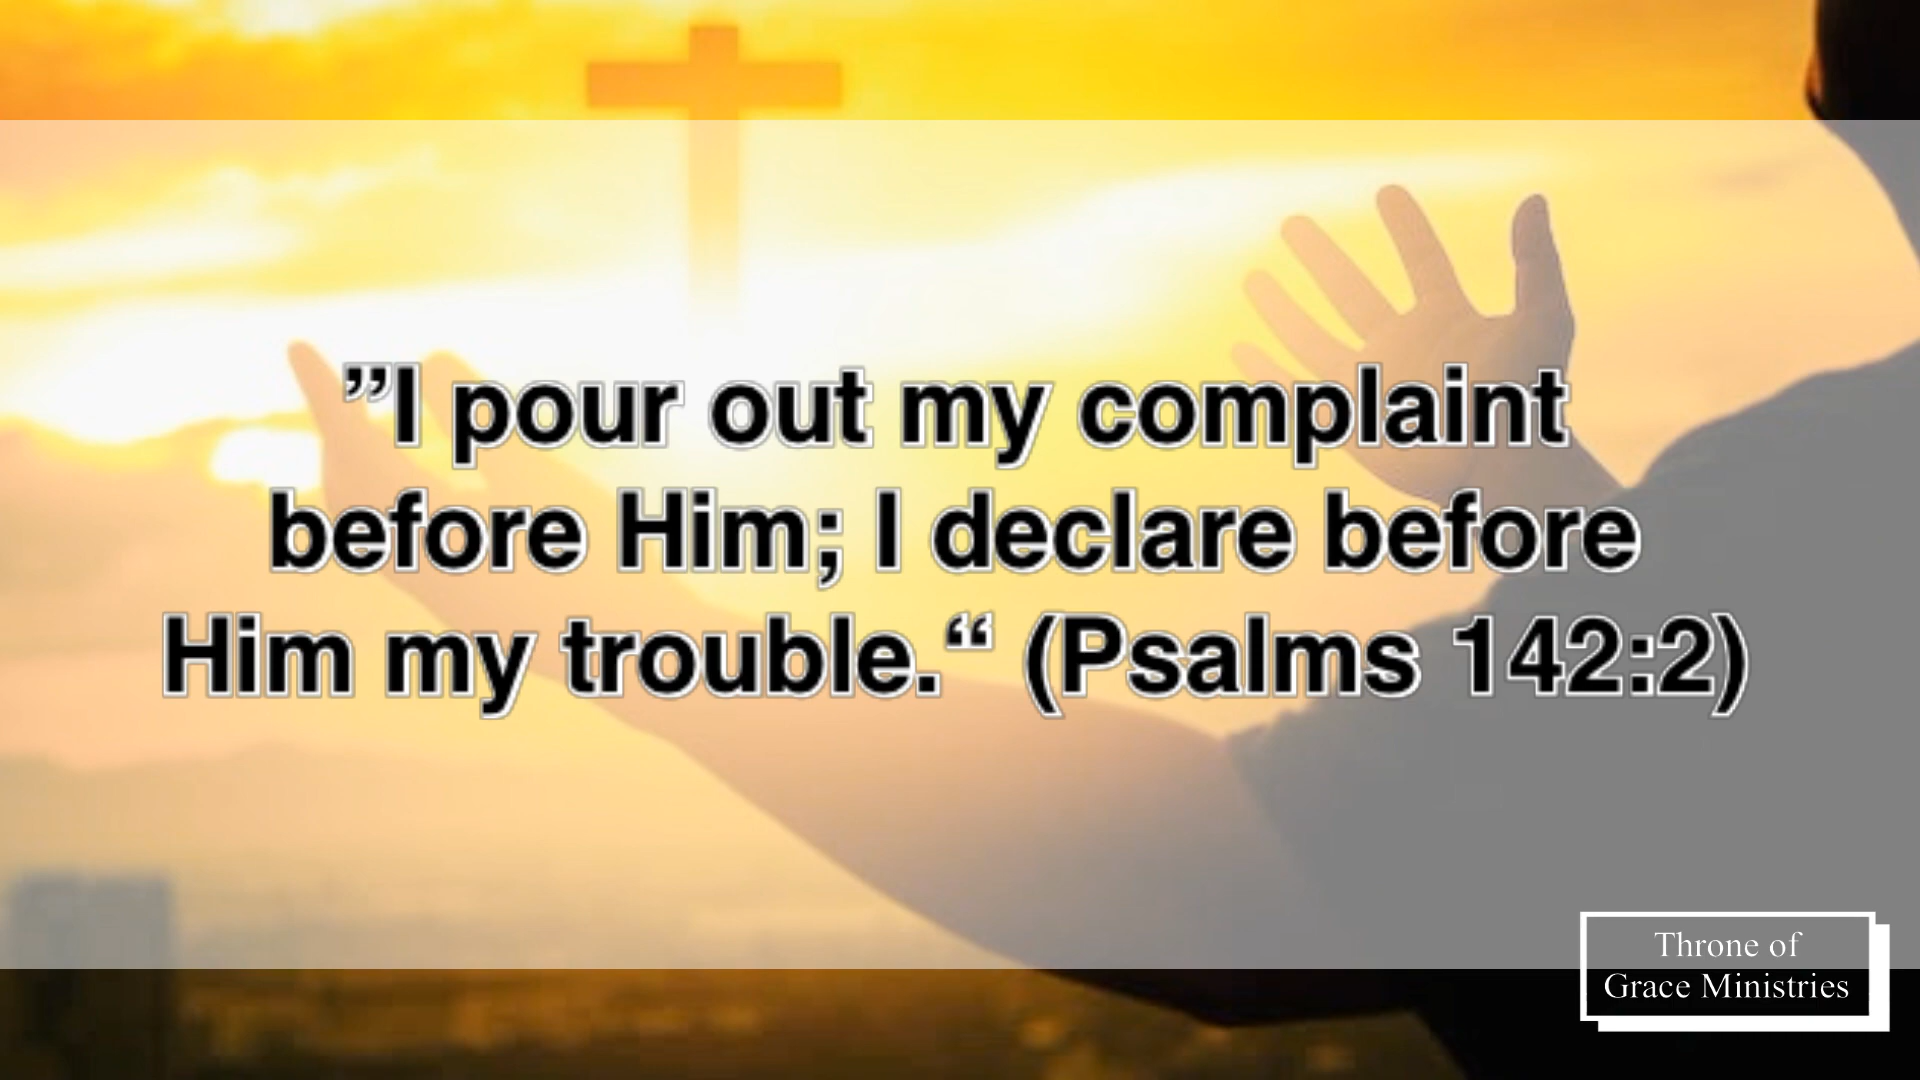 ”I pour out my complaint
before Him; I declare before
Him my trouble.“ (Psalms 142:2)
Throne of
Grace Ministries